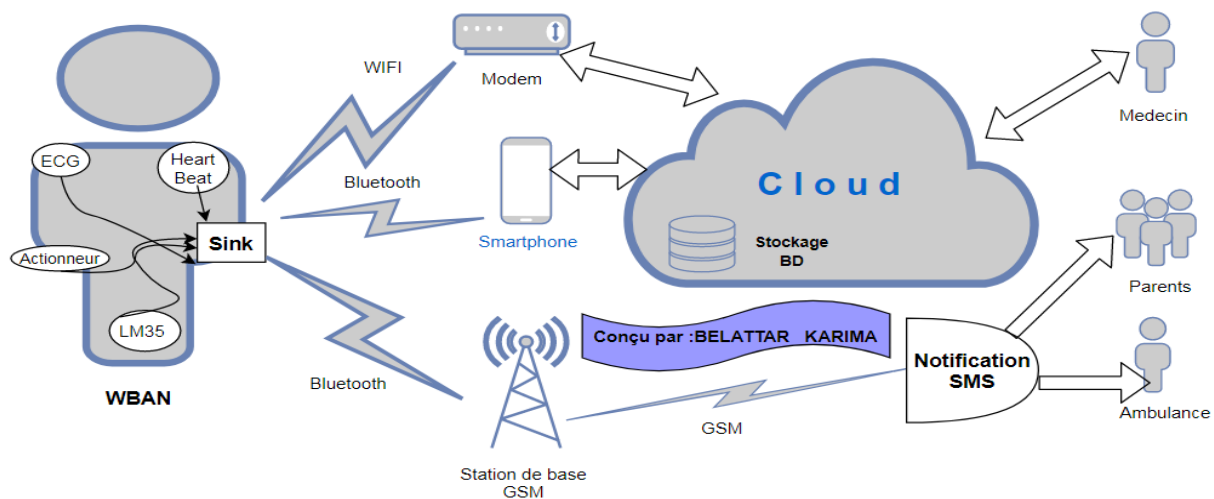 WIFI
Modem
Medecin
ECG
Heart
Beat
Bluetooth
Cloud
Smartphone
Sink
Actionneur
Stockage
BD
Parents
LM35
Conçu par :BELATTAR KARIMA
Notification
SMS
WBAN
Bluetooth
GSM
Ambulance
Station de base
GSM